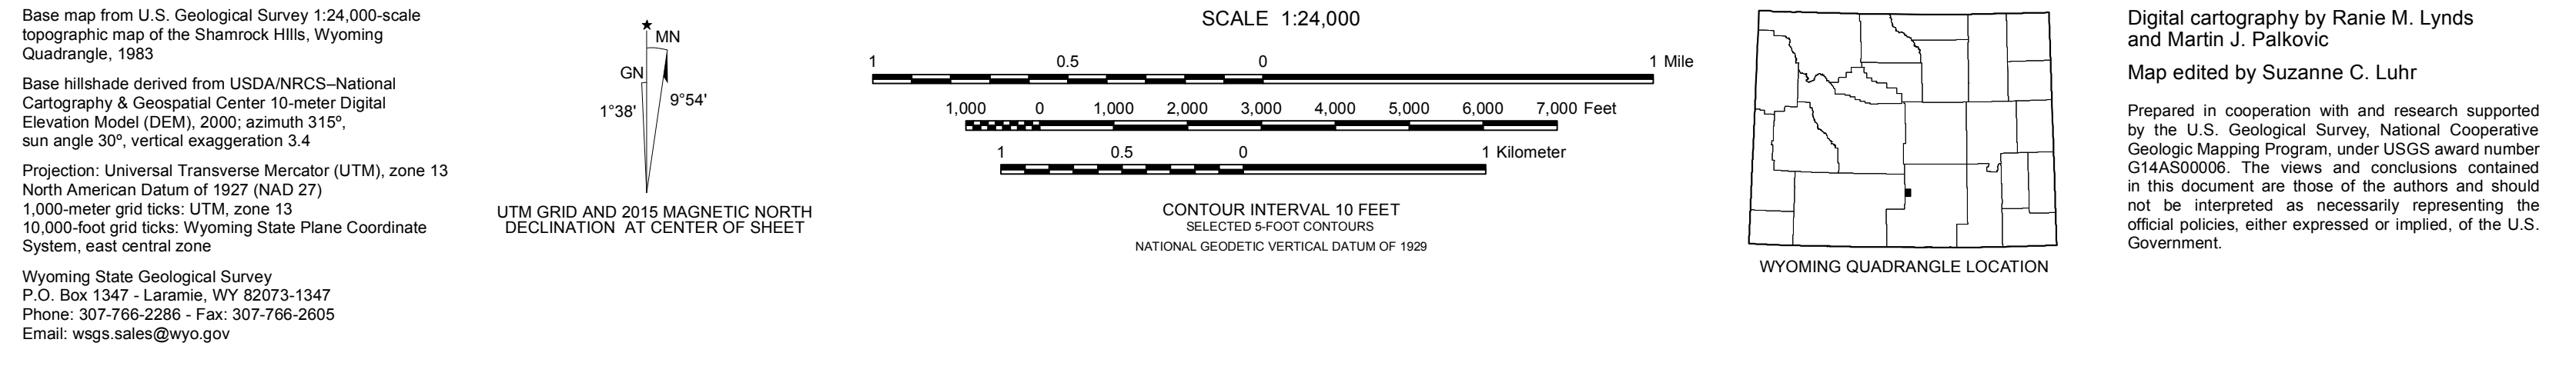 Base map from U.S. Geological Survey 1:24,000-scale
topographic map of the Shamrock HIlls, Wyoming
Quadrangle, 1983
Base hillshade derived from USDA/NRCS–National
Cartography & Geospatial Center 10-meter Digital
Elevation Model (DEM), 2000; azimuth 315º,
sun angle 30º, vertical exaggeration 3.4
Projection: Universal Transverse Mercator (UTM), zone 13
North American Datum of 1927 (NAD 27)
1,000-meter grid ticks: UTM, zone 13
10,000-foot grid ticks: Wyoming State Plane Coordinate
System, east central zone
Wyoming State Geological Survey
P.O. Box 1347 - Laramie, WY 82073-1347
Phone: 307-766-2286 - Fax: 307-766-2605
Email: wsgs.sales@wyo.gov
MN
GN
1°38'
9°54'
UTM GRID AND 2015 MAGNETIC NORTH
DECLINATION AT CENTER OF SHEET
SCALE 1:24,000
1 0.5 0 1 Mile
1,000 0 1,000 2,000 3,000 4,000 5,000 6,000 7,000 Feet
1 0.5 0 1 Kilometer
CONTOUR INTERVAL 10 FEET
SELECTED 5-FOOT CONTOURS
NATIONAL GEODETIC VERTICAL DATUM OF 1929
WYOMING QUADRANGLE LOCATION
Digital cartography by Ranie M. Lynds
and Martin J. Palkovic
Map edited by Suzanne C. Luhr
Prepared in cooperation with and research supported
by the U.S. Geological Survey, National Cooperative
Geologic Mapping Program, under USGS award number
G14AS00006. The views and conclusions contained
in this document are those of the authors and should
not be interpreted as necessarily representing the
official policies, either expressed or implied, of the U.S.
Government.